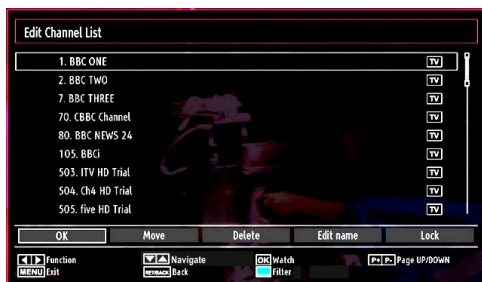 Edit Channel List
1. BBC ONE TV
2. BBC TWO TV
7. BBC THREE TV
70. CBBC Channel TV
80. BBC NEWS 24 TV
105. BBCi TV
503. ITV HD Trial TV
504. Ch4 HD Trial TV
505. five HD Trial TV
OK Move Delete Edit name Lock
Function Navigate OK Watch P+ P- Page UP/DOWN
MENU Exit RET/BACK Back Filter